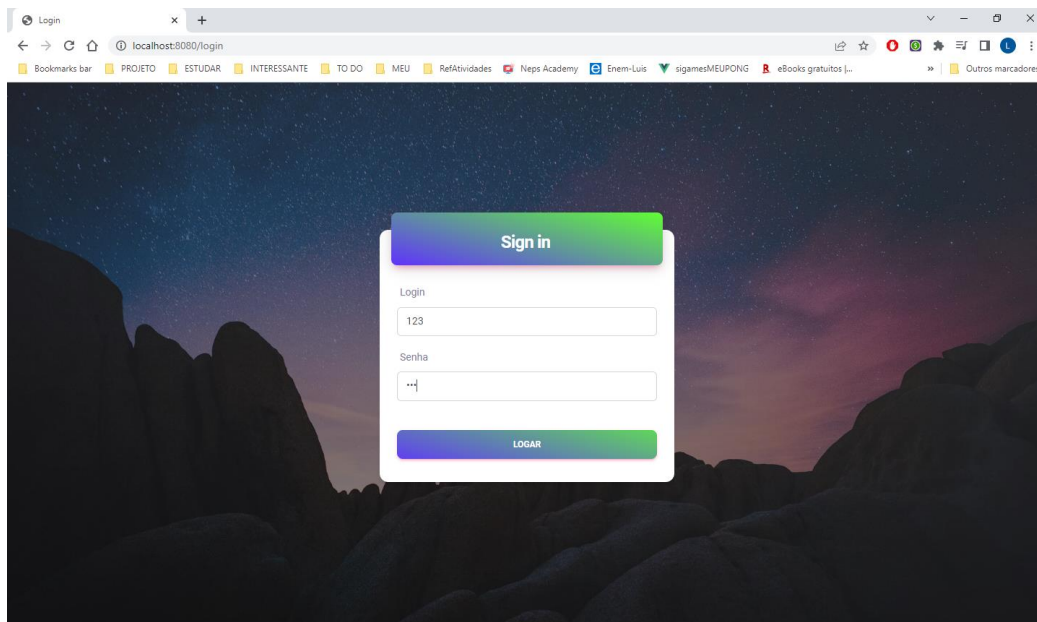 Login
localhost:8080/login
Bookmarks bar PROJETO ESTUDAR INTERESSANTE TO DO MEU RefAtividades Neps Academy Enem-Luis sigamesMEUPONG eBooks gratuitos |... » Outros marcadores
Sign in
Login
123
Senha
•••
LOGAR